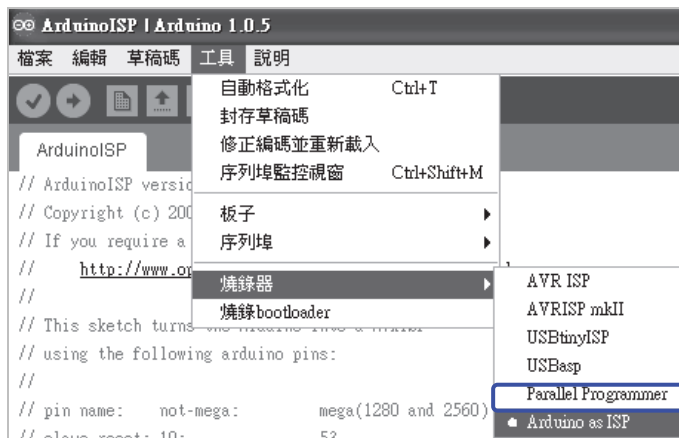 ArduinoISP | Arduino 1.0.5
檔案 編輯 草稿碼 工具 說明
自動格式化 Ctrl+T
封存草稿碼
修正編碼並重新載入
序列埠監控視窗 Ctrl+Shift+M
板子
序列埠
燒錄器
燒錄bootloader
AVR ISP
AVRISP mkII
USBtinyISP
USBasp
Parallel Programmer
Arduino as ISP
ArduinoISP
// ArduinoISP versio
// Copyright (c) 200
// If you require a
// http://www.op
//
// This sketch turns
// using the following arduino pins:
//
// pin name: not-mega: mega(1280 and 2560)
// slave reset: 10: 53